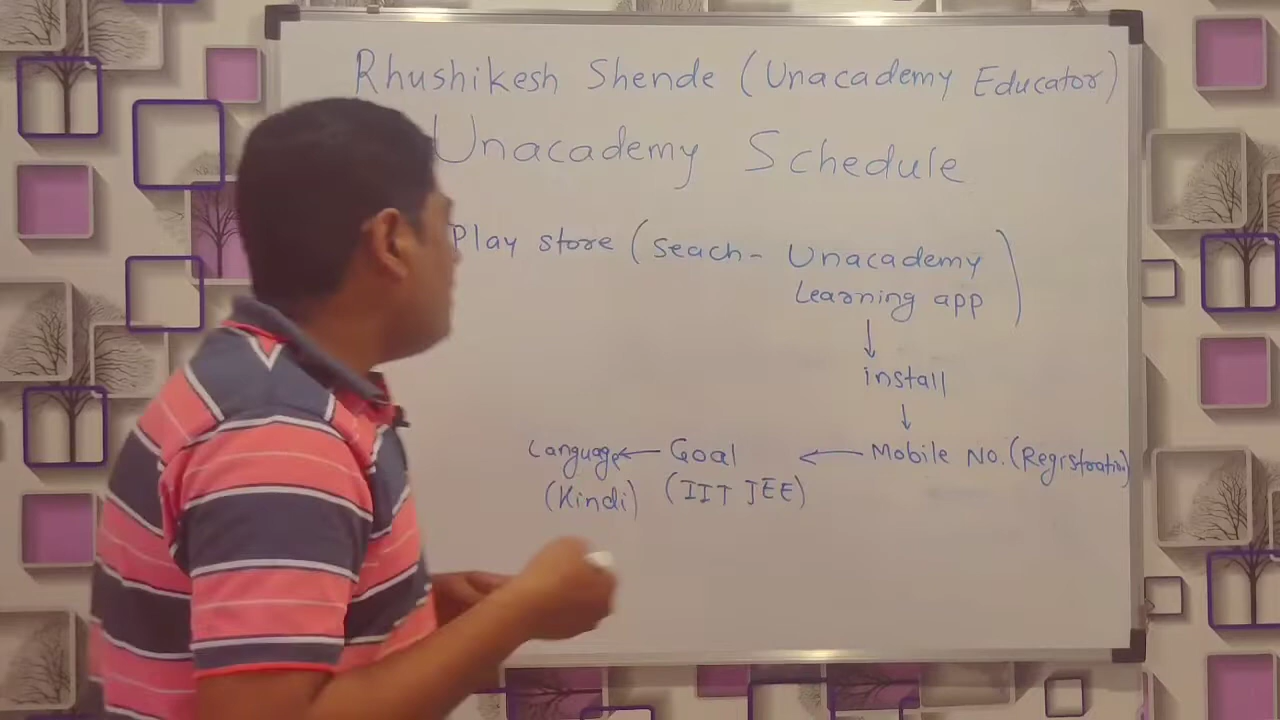 Rhushikesh Shende (Unacademy Educator)
Unacademy Schedule
Play store (Seach- Unacademy
Learning app)
↓
install
↓
Language ← Goal ← Mobile No. (Registration)
(Hindi) (IIT JEE)